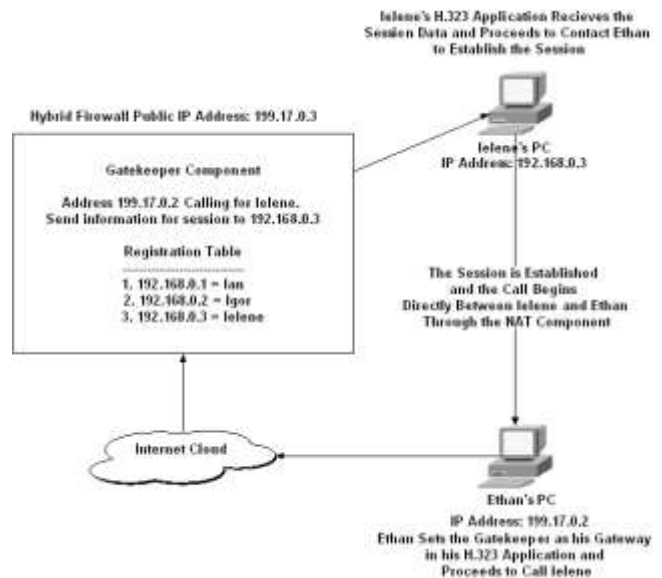 Ielene's H.323 Application Recieves the
Session Data and Proceeds to Contact Ethan
to Establish the Session
Hybrid Firewall Public IP Address: 199.17.0.3
Ielene's PC
IP Address: 192.168.0.3
Gatekeeper Component
Address 199.17.0.2 Calling for Ielene.
Send information for session to 192.168.0.3
Registration Table
--------------------
1. 192.168.0.1 = Ian
2. 192.168.0.2 = Igor
3. 192.168.0.3 = Ielene
The Session is Established
and the Call Begins
Directly Between Ielene and Ethan
Through the NAT Component
Internet Cloud
Ethan's PC
IP Address: 199.17.0.2
Ethan Sets the Gatekeeper as his Gateway
in his H.323 Application and
Proceeds to Call Ielene